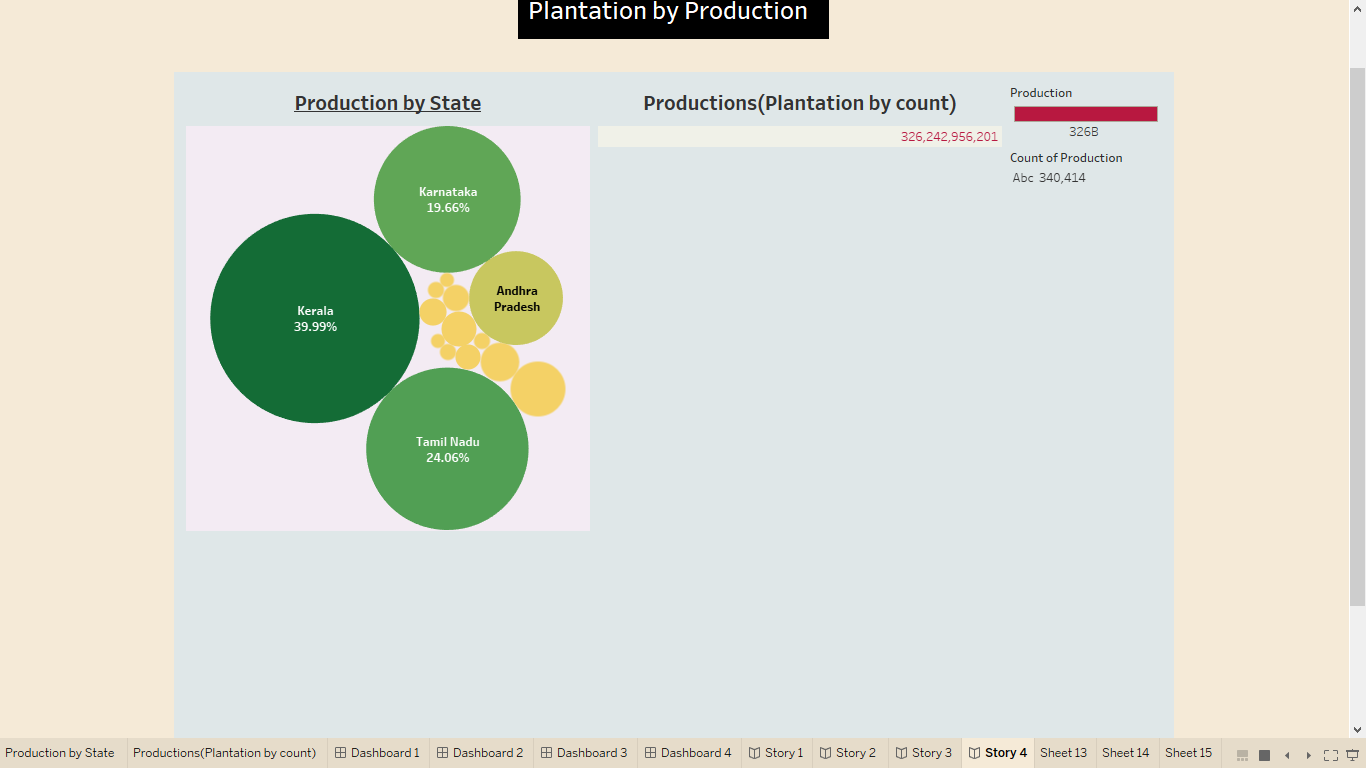 Plantation by Production
Production by State
Productions(Plantation by count)
Production
326B
Count of Production
Abc 340,414
326,242,956,201
Karnataka
19.66%
Andhra
Pradesh
Kerala
39.99%
Tamil Nadu
24.06%
Production by State
Productions(Plantation by count)
Dashboard 1
Dashboard 2
Dashboard 3
Dashboard 4
Story 1
Story 2
Story 3
Story 4
Sheet 13
Sheet 14
Sheet 15